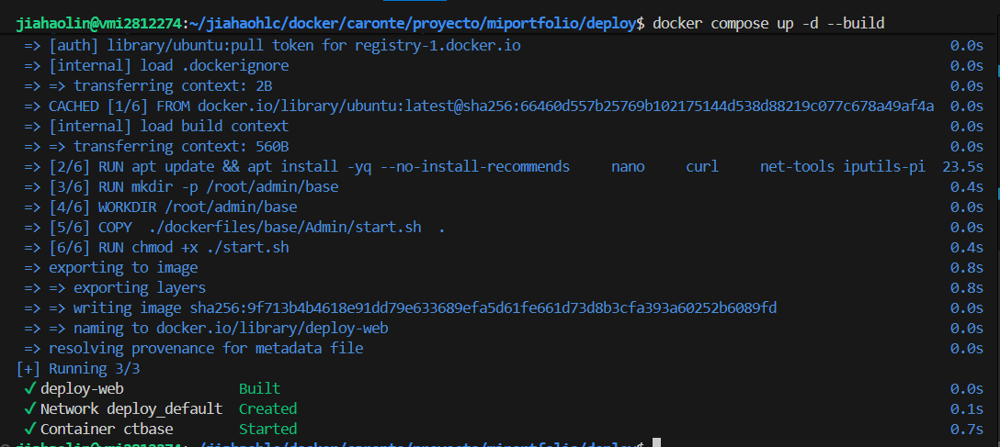 jiahaolin@vmi2812274:~/jiahaohlc/docker/caronte/proyecto/miportfolio/deploy$ docker compose up -d --build
=> [auth] library/ubuntu:pull token for registry-1.docker.io 0.0s
=> [internal] load .dockerignore 0.0s
=> => transferring context: 2B 0.0s
=> CACHED [1/6] FROM docker.io/library/ubuntu:latest@sha256:66460d557b25769b102175144d538d88219c077c678a49af4a 0.0s
=> [internal] load build context 0.0s
=> => transferring context: 560B 0.0s
=> [2/6] RUN apt update && apt install -yq --no-install-recommends nano curl net-tools iputils-pi 23.5s
=> [3/6] RUN mkdir -p /root/admin/base 0.4s
=> [4/6] WORKDIR /root/admin/base 0.0s
=> [5/6] COPY ./dockerfiles/base/Admin/start.sh . 0.0s
=> [6/6] RUN chmod +x ./start.sh 0.4s
=> exporting to image 0.8s
=> => exporting layers 0.8s
=> => writing image sha256:9f713b4b4618e91dd79e633689efa5d61fe661d73d8b3cfa393a60252b6089fd 0.0s
=> => naming to docker.io/library/deploy-web 0.0s
=> resolving provenance for metadata file 0.0s
[+] Running 3/3
✔ deploy-web Built 0.0s
✔ Network deploy_default Created 0.1s
✔ Container ctbase Started 0.7s
jiahaolin@vmi2812274:~/jiahaohlc/docker/caronte/proyecto/miportfolio/deploy$